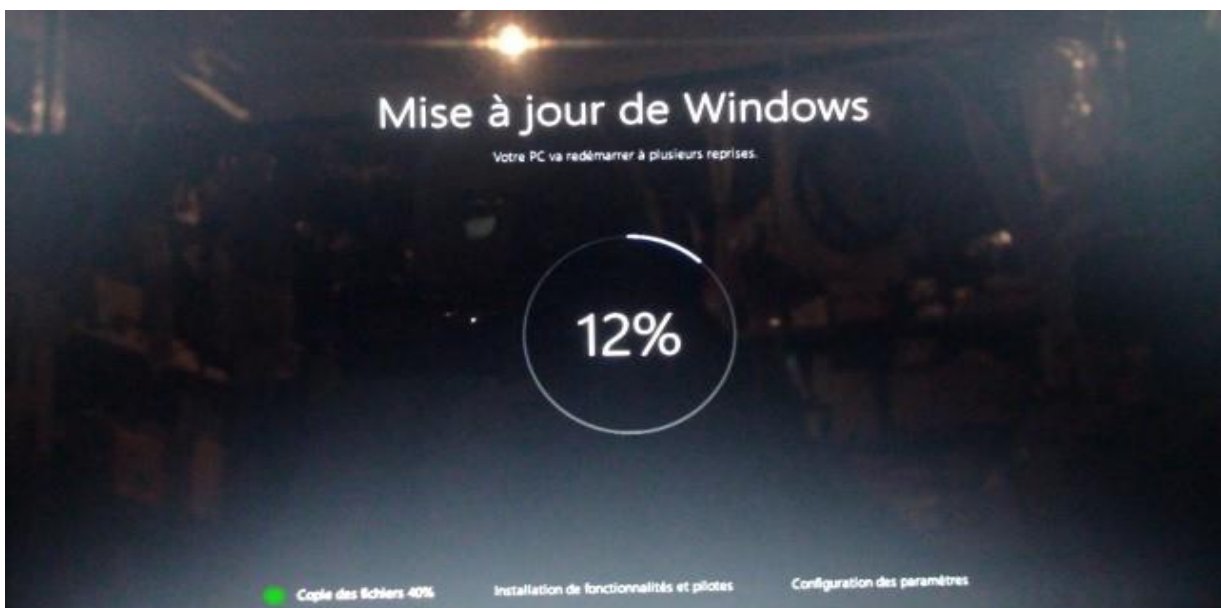 Mise à jour de Windows
Votre PC va redémarrer à plusieurs reprises.
12%
Copie des fichiers 40%
Installation de fonctionnalités et pilotes
Configuration des paramètres